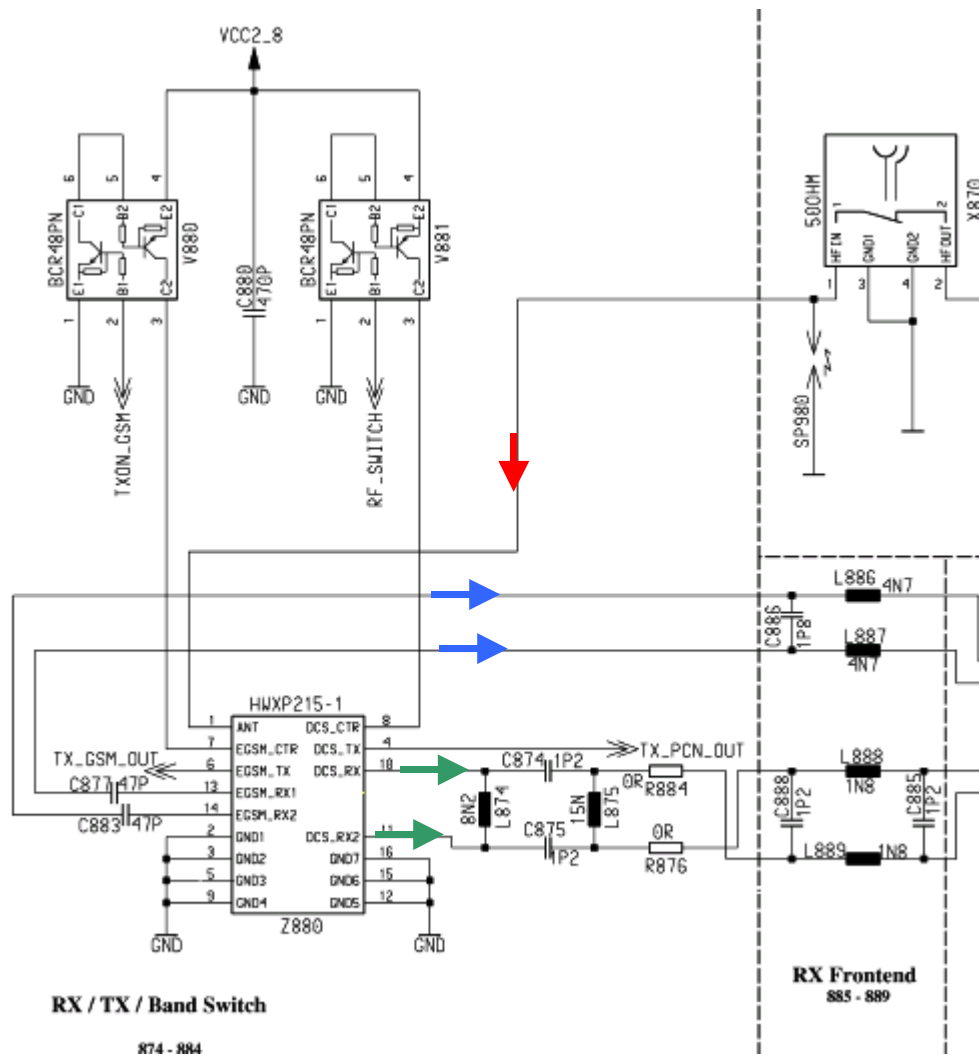 VCC2_8
6 5 4
C1 B2 E2
BCR48PN
V880
E1 B1 C2
1 2 3
GND
TXON_GSM
C880
470P
GND
6 5 4
C1 B2 E2
BCR48PN
V881
E1 B1 C2
1 2 3
GND
RF_SWITCH
50OHM
X870
1 2
HFIN GND1 GND2 HFOUT
1 3 4 2
SP980
L886 4N7
C886
1P8
L887
4N7
HWXP215-1
1 ANT DCS_CTR 8
7 EGSM_CTR DCS_TX 4
TX_PCN_OUT
TX_GSM_OUT
6 EGSM_TX DCS_RX 10
C877 47P
13 EGSM_RX1
14 EGSM_RX2
C883 47P
2 GND1 DCS_RX2 11
3 GND2 GND7 16
5 GND3 GND6 15
9 GND4 GND5 12
Z880
GND
GND
C874 1P2
8N2
L874
15N
L875
C875
1P2
0R
R884
0R
R876
L888
1N8
C888
1P2
C885
1P2
L889 1N8
RX / TX / Band Switch
874 - 884
RX Frontend
885 - 889